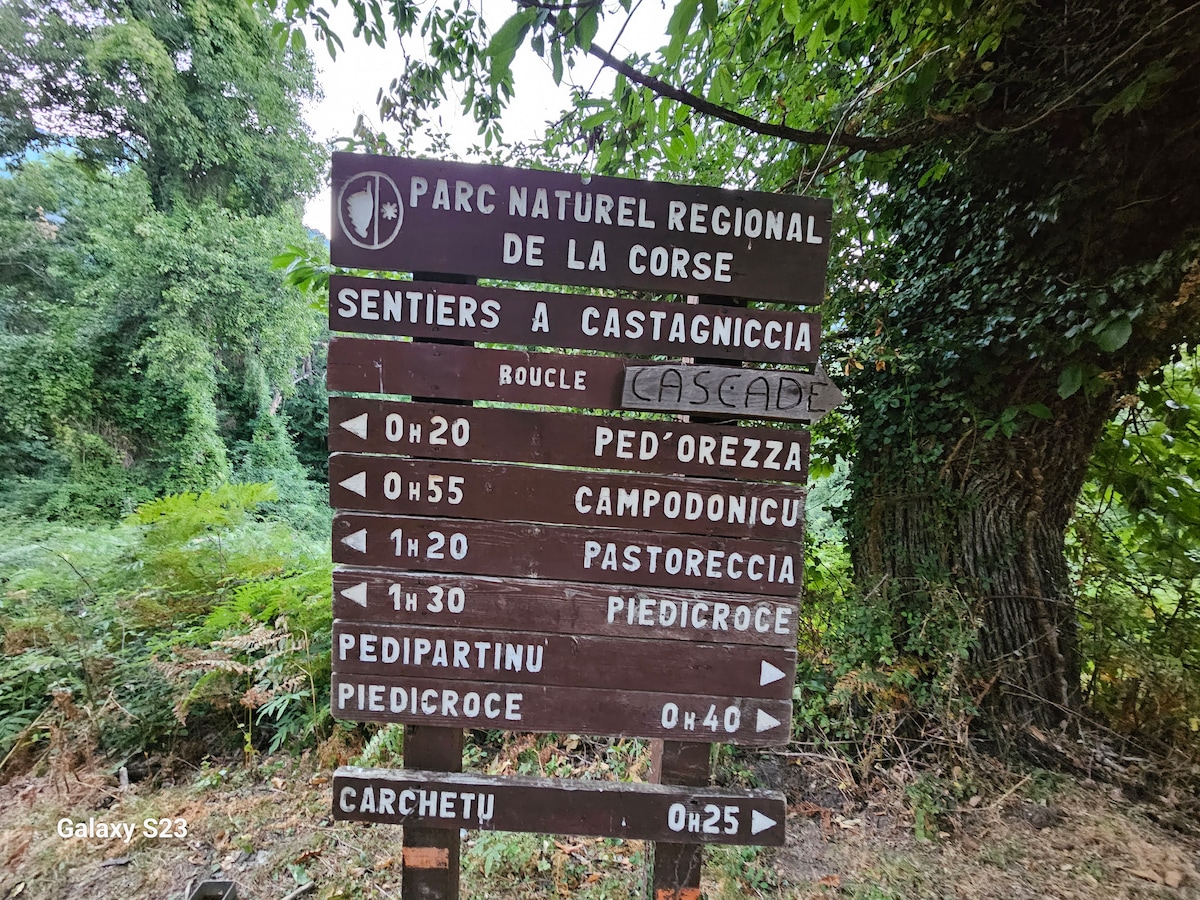 PARC NATUREL REGIONAL
DE LA CORSE
SENTIERS A CASTAGNICCIA
BOUCLE CASCADE
0H20 PED'OREZZA
0H55 CAMPODONICU
1H20 PASTORECCIA
1H30 PIEDICROCE
PEDIPARTINU
PIEDICROCE 0H40
CARCHETU 0H25
Galaxy S23